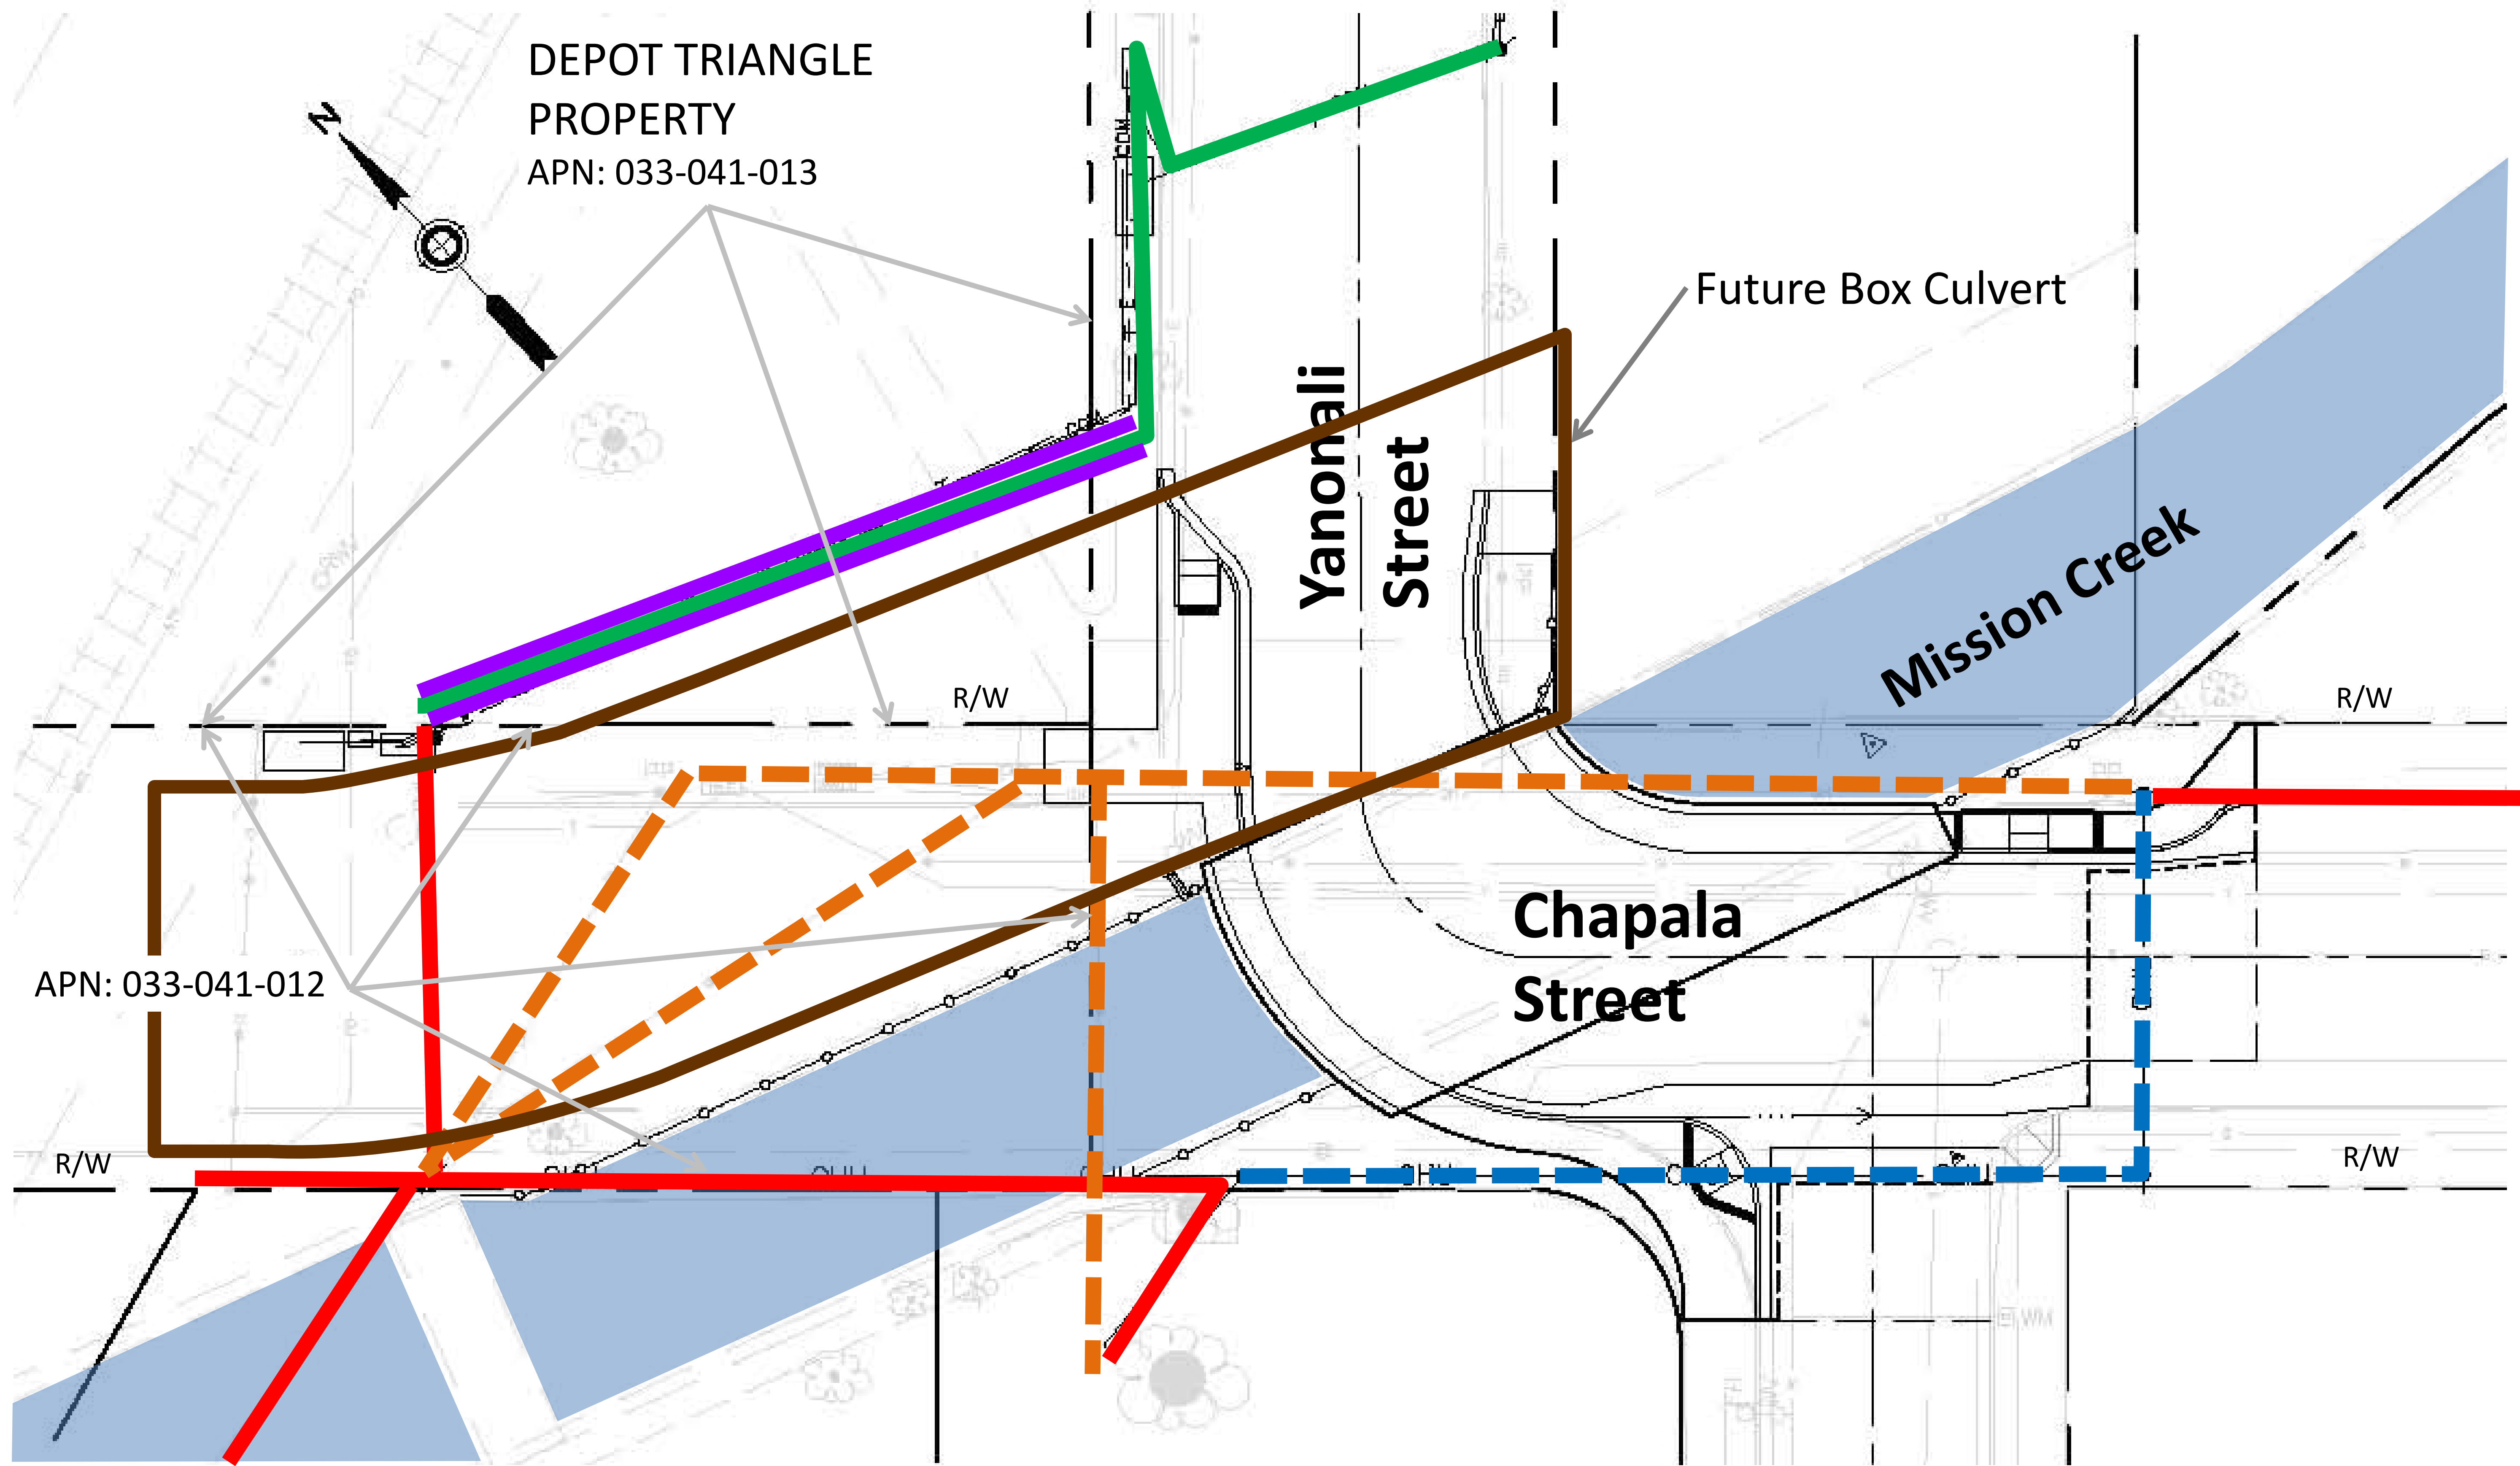 DEPOT TRIANGLE
PROPERTY
APN: 033-041-013
N
Future Box Culvert
Yanonali
Street
Mission Creek
R/W
R/W
Chapala
Street
APN: 033-041-012
R/W
R/W
WM